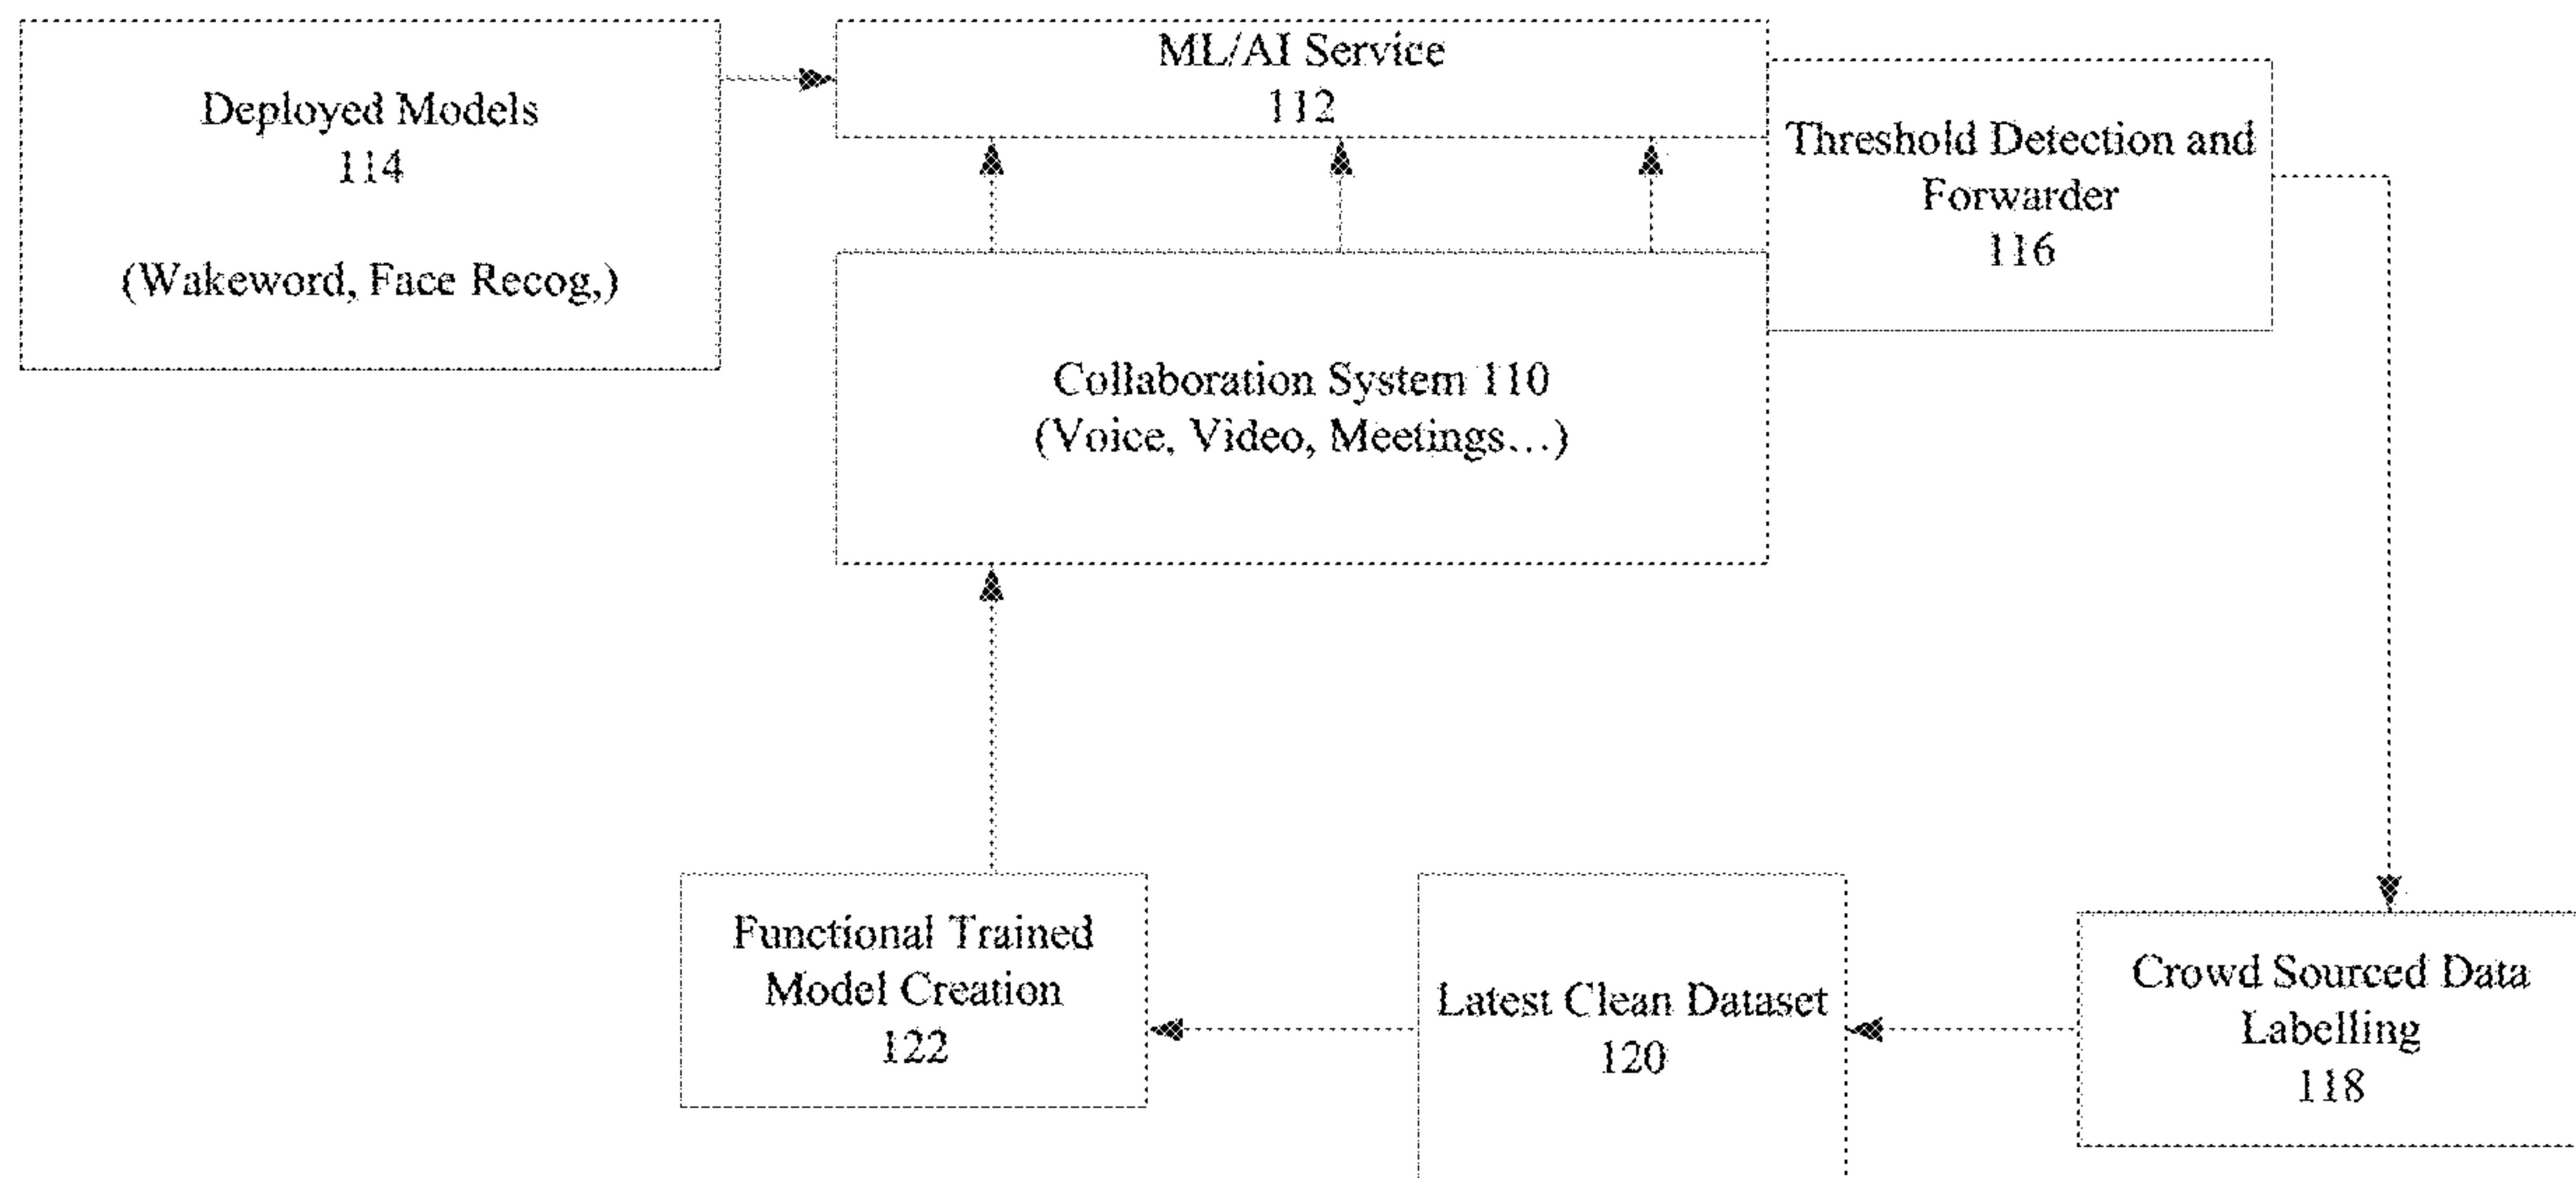 Deployed Models
114
(Wakeword, Face Recog,)
ML/AI Service
112
Threshold Detection and
Forwarder
116
Collaboration System 110
(Voice, Video, Meetings…)
Functional Trained
Model Creation
122
Latest Clean Dataset
120
Crowd Sourced Data
Labelling
118